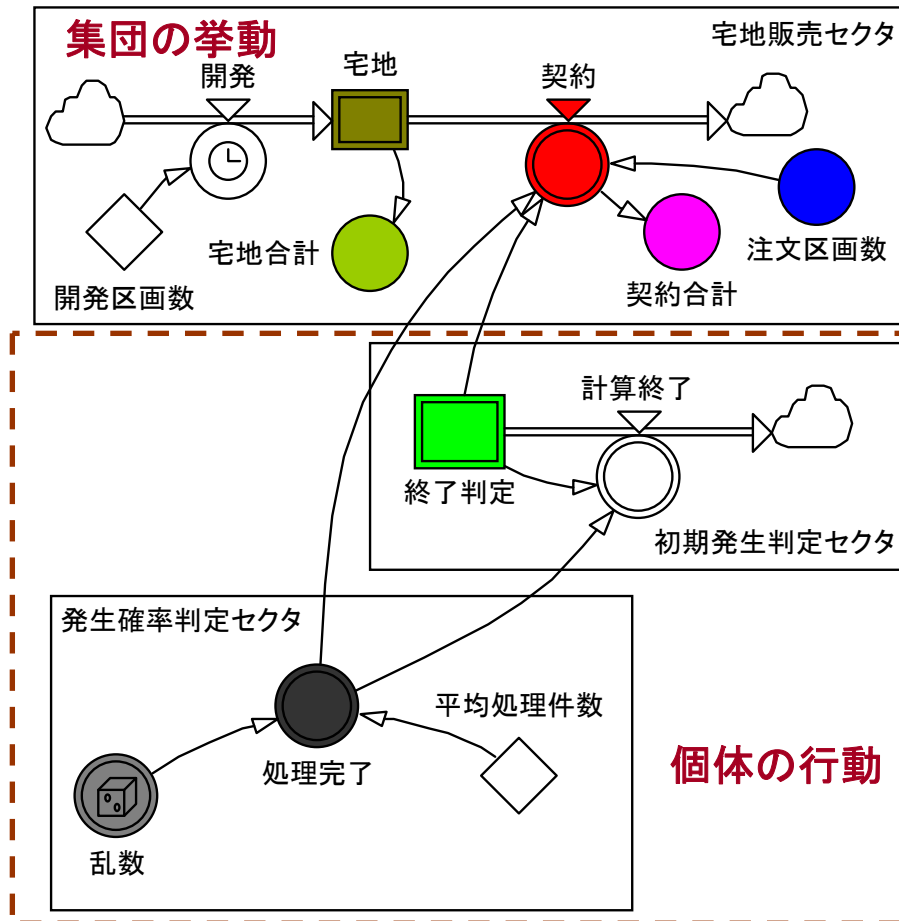 集団の挙動
宅地販売セクタ
開発
宅地
契約
宅地合計
注文区画数
開発区画数
契約合計
計算終了
終了判定
初期発生判定セクタ
発生確率判定セクタ
平均処理件数
処理完了
個体の行動
乱数